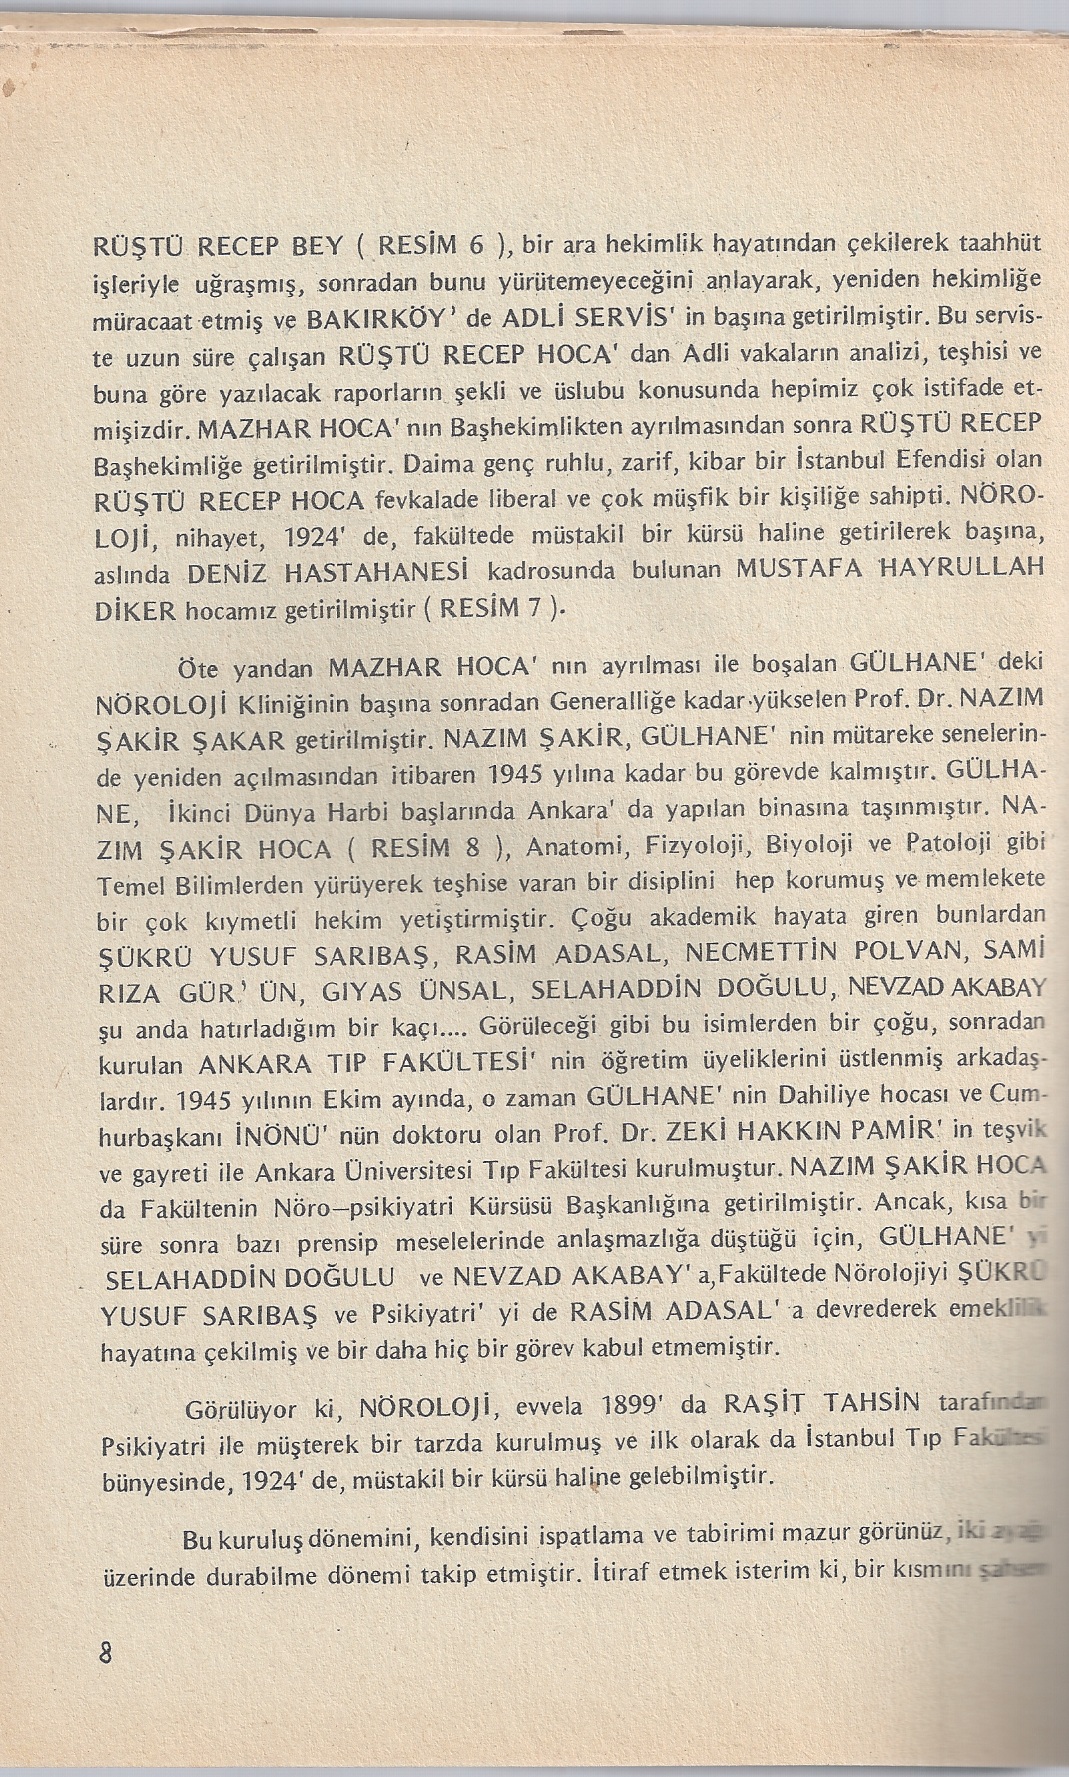 RÜŞTÜ RECEP BEY ( RESİM 6 ), bir ara hekimlik hayatından çekilerek taahhüt
işleriyle uğraşmış, sonradan bunu yürütemeyeceğini anlayarak, yeniden hekimliğe
müracaat etmiş ve BAKIRKÖY' de ADLİ SERVİS' in başına getirilmiştir. Bu servis-
te uzun süre çalışan RÜŞTÜ RECEP HOCA' dan Adli vakaların analizi, teşhisi ve
buna göre yazılacak raporların şekli ve üslubu konusunda hepimiz çok istifade et-
mişizdir. MAZHAR HOCA' nın Başhekimlikten ayrılmasından sonra RÜŞTÜ RECEP
Başhekimliğe getirilmiştir. Daima genç ruhlu, zarif, kibar bir İstanbul Efendisi olan
RÜŞTÜ RECEP HOCA fevkalade liberal ve çok müşfik bir kişiliğe sahipti. NÖRO-
LOJİ, nihayet, 1924' de, fakültede müstakil bir kürsü haline getirilerek başına,
aslında DENİZ HASTAHANESİ kadrosunda bulunan MUSTAFA HAYRULLAH
DİKER hocamız getirilmiştir ( RESİM 7 ).
Öte yandan MAZHAR HOCA' nın ayrılması ile boşalan GÜLHANE' deki
NÖROLOJİ Kliniğinin başına sonradan Generalliğe kadar yükselen Prof. Dr. NAZIM
ŞAKİR ŞAKAR getirilmiştir. NAZIM ŞAKİR, GÜLHANE' nin mütareke senelerin-
de yeniden açılmasından itibaren 1945 yılına kadar bu görevde kalmıştır. GÜLHA-
NE, İkinci Dünya Harbi başlarında Ankara' da yapılan binasına taşınmıştır. NA-
ZIM ŞAKİR HOCA ( RESİM 8 ), Anatomi, Fizyoloji, Biyoloji ve Patoloji gibi
Temel Bilimlerden yürüyerek teşhise varan bir disiplini hep korumuş ve memlekete
bir çok kıymetli hekim yetiştirmiştir. Çoğu akademik hayata giren bunlardan
ŞÜKRÜ YUSUF SARIBAŞ, RASİM ADASAL, NECMETTİN POLVAN, SAMİ
RIZA GÜR' ÜN, GIYAS ÜNSAL, SELAHADDİN DOĞULU, NEVZAD AKABAY
şu anda hatırladığım bir kaçı.... Görüleceği gibi bu isimlerden bir çoğu, sonradan
kurulan ANKARA TIP FAKÜLTESİ' nin öğretim üyeliklerini üstlenmiş arkadaş-
lardır. 1945 yılının Ekim ayında, o zaman GÜLHANE' nin Dahiliye hocası ve Cum-
hurbaşkanı İNÖNÜ' nün doktoru olan Prof. Dr. ZEKİ HAKKIN PAMİR' in teşvik
ve gayreti ile Ankara Üniversitesi Tıp Fakültesi kurulmuştur. NAZIM ŞAKİR HOCA
da Fakültenin Nöro—psikiyatri Kürsüsü Başkanlığına getirilmiştir. Ancak, kısa bir
süre sonra bazı prensip meselelerinde anlaşmazlığa düştüğü için, GÜLHANE' yi
SELAHADDİN DOĞULU ve NEVZAD AKABAY' a, Fakültede Nörolojiyi ŞÜKRÜ
YUSUF SARIBAŞ ve Psikiyatri' yi de RASİM ADASAL' a devrederek emeklilik
hayatına çekilmiş ve bir daha hiç bir görev kabul etmemiştir.
Görülüyor ki, NÖROLOJİ, evvela 1899' da RAŞİT TAHSİN tarafından
Psikiyatri ile müşterek bir tarzda kurulmuş ve ilk olarak da İstanbul Tıp Fakültesi
bünyesinde, 1924' de, müstakil bir kürsü haline gelebilmiştir.
Bu kuruluş dönemini, kendisini ispatlama ve tabirimi mazur görünüz, iki ayağı
üzerinde durabilme dönemi takip etmiştir. İtiraf etmek isterim ki, bir kısmını şahsen
8